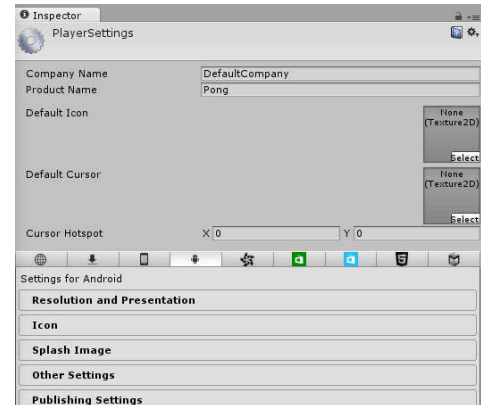 Inspector
PlayerSettings
Company Name DefaultCompany
Product Name Pong
Default Icon
None
(Texture2D)
Select
Default Cursor
None
(Texture2D)
Select
Cursor Hotspot X 0 Y 0
Settings for Android
Resolution and Presentation
Icon
Splash Image
Other Settings
Publishing Settings